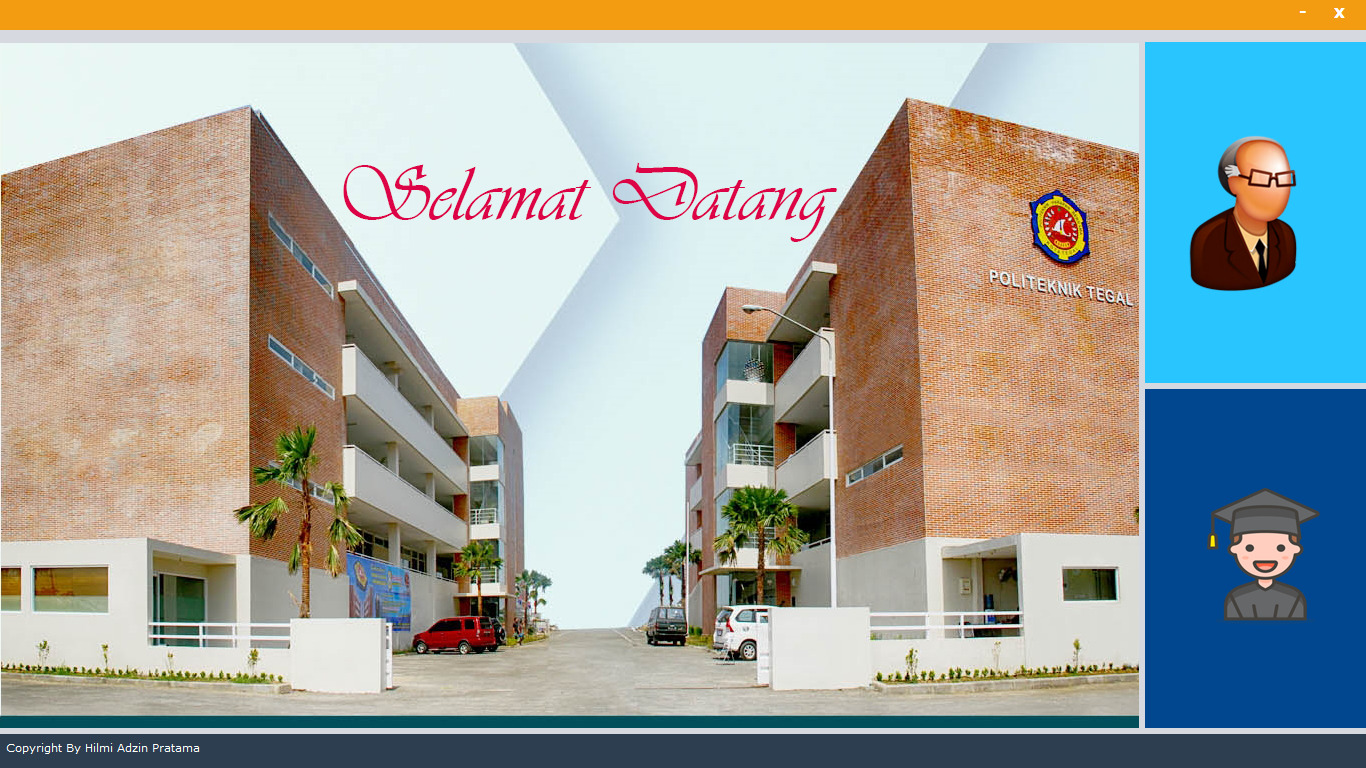 - x
Selamat Datang
POLITEKNIK TEGAL
Copyright By Hilmi Adzin Pratama